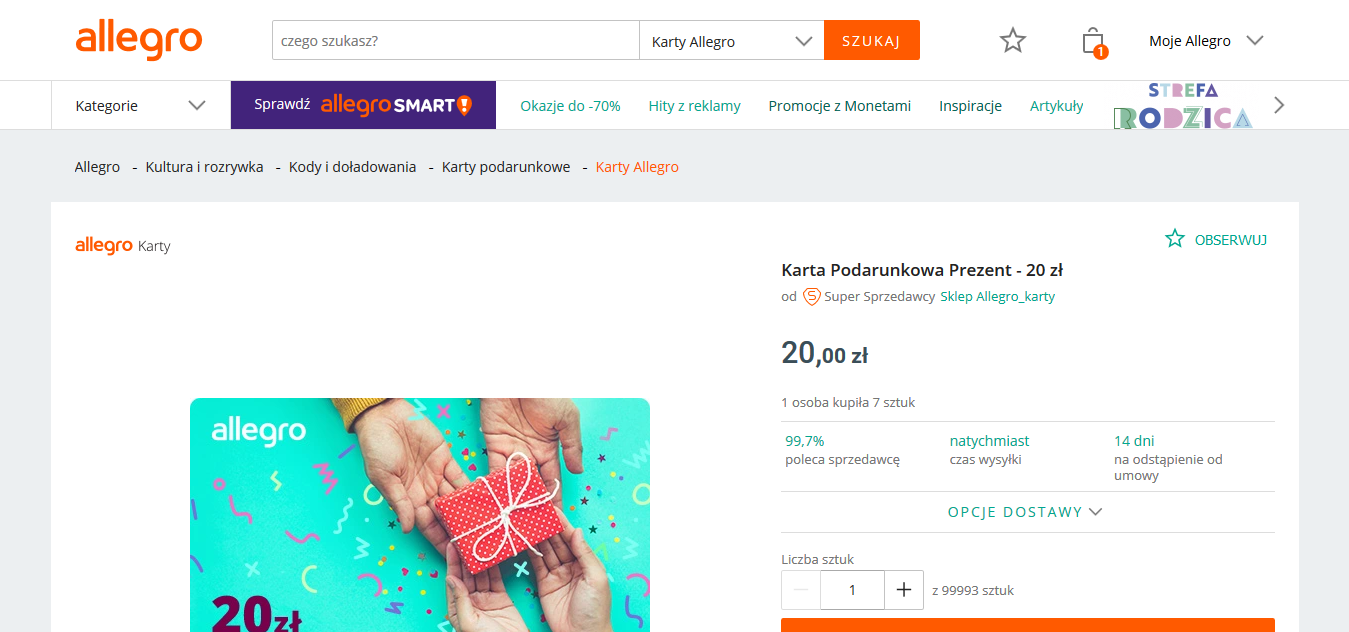 allegro
czego szukasz?
Karty Allegro
SZUKAJ
1
Moje Allegro
Kategorie
Sprawdź allegro SMART!
Okazje do -70%
Hity z reklamy
Promocje z Monetami
Inspiracje
Artykuły
STREFA
RODZICA
Allegro - Kultura i rozrywka - Kody i doładowania - Karty podarunkowe - Karty Allegro
allegro Karty
OBSERWUJ
Karta Podarunkowa Prezent - 20 zł
od S Super Sprzedawcy Sklep Allegro_karty
20,00 zł
1 osoba kupiła 7 sztuk
99,7%
poleca sprzedawcę
natychmiast
czas wysyłki
14 dni
na odstąpienie od
umowy
OPCJE DOSTAWY
Liczba sztuk
− 1 + z 99993 sztuk
allegro
20zł